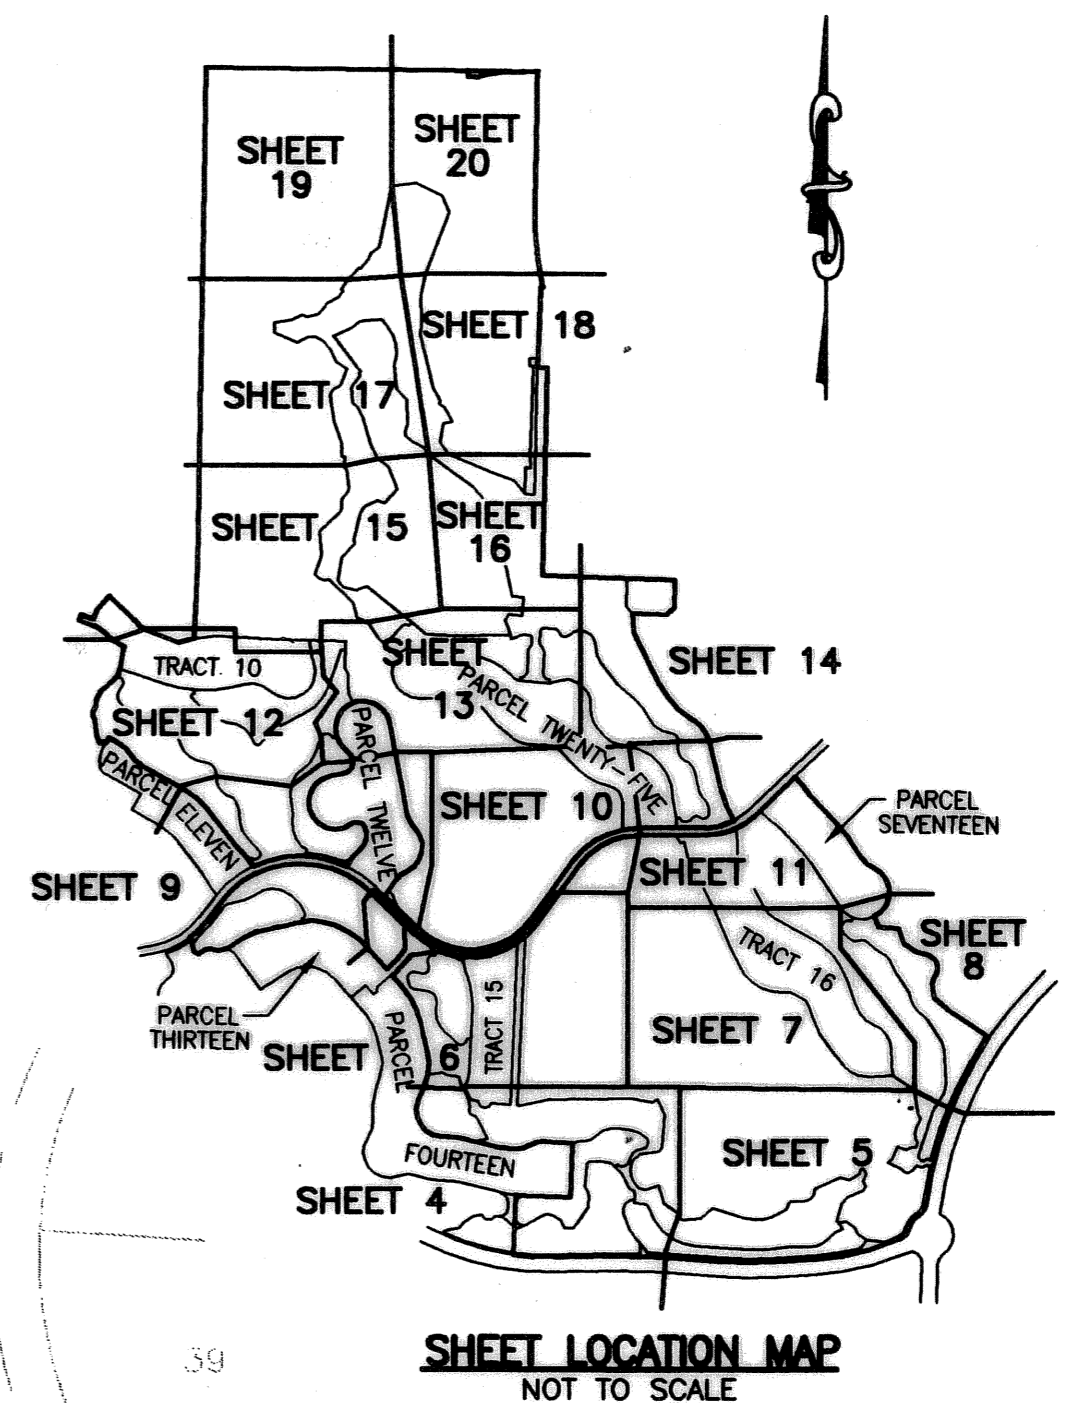 SHEET
19
SHEET
20
SHEET 18
SHEET 17
SHEET 15
SHEET
16
SHEET
13
SHEET 14
TRACT 10
SHEET 12
PARCEL TWENTY-FIVE
PARCEL ELEVEN
PARCEL TWELVE
SHEET 10
PARCEL
SEVENTEEN
SHEET 9
SHEET 11
SHEET
8
TRACT 16
TRACT 15
PARCEL
THIRTEEN
SHEET 6
PARCEL
FOURTEEN
SHEET 7
SHEET 5
SHEET 4
SHEET LOCATION MAP
NOT TO SCALE
39